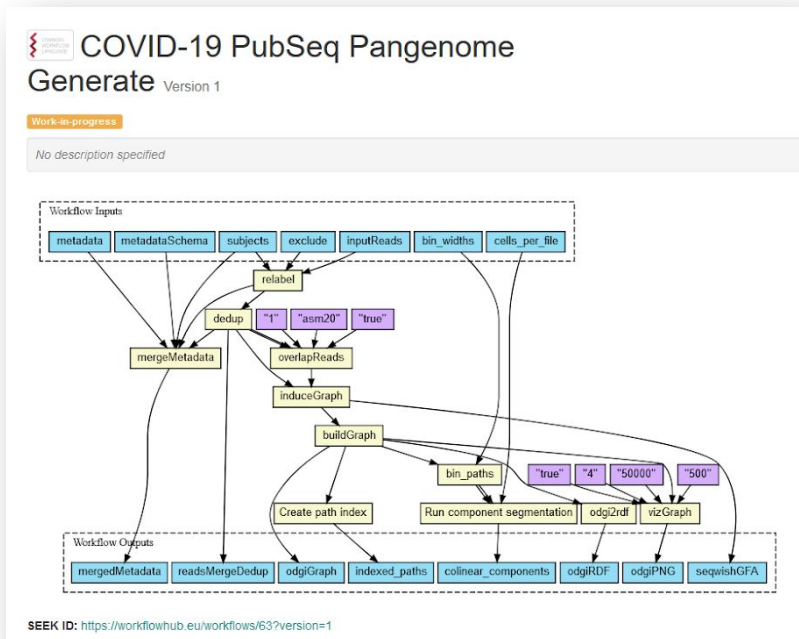 COMMON
WORKFLOW
LANGUAGE
COVID-19 PubSeq Pangenome
Generate Version 1
Work-in-progress
No description specified
Workflow Inputs
metadata metadataSchema subjects exclude inputReads bin_widths cells_per_file
relabel
dedup "1" "asm20" "true"
mergeMetadata overlapReads
induceGraph
buildGraph
bin_paths "true" "4" "50000" "500"
Create path index Run component segmentation odgi2rdf vizGraph
Workflow Outputs
mergedMetadata readsMergeDedup odgiGraph indexed_paths colinear_components odgiRDF odgiPNG seqwishGFA
SEEK ID: https://workflowhub.eu/workflows/63?version=1